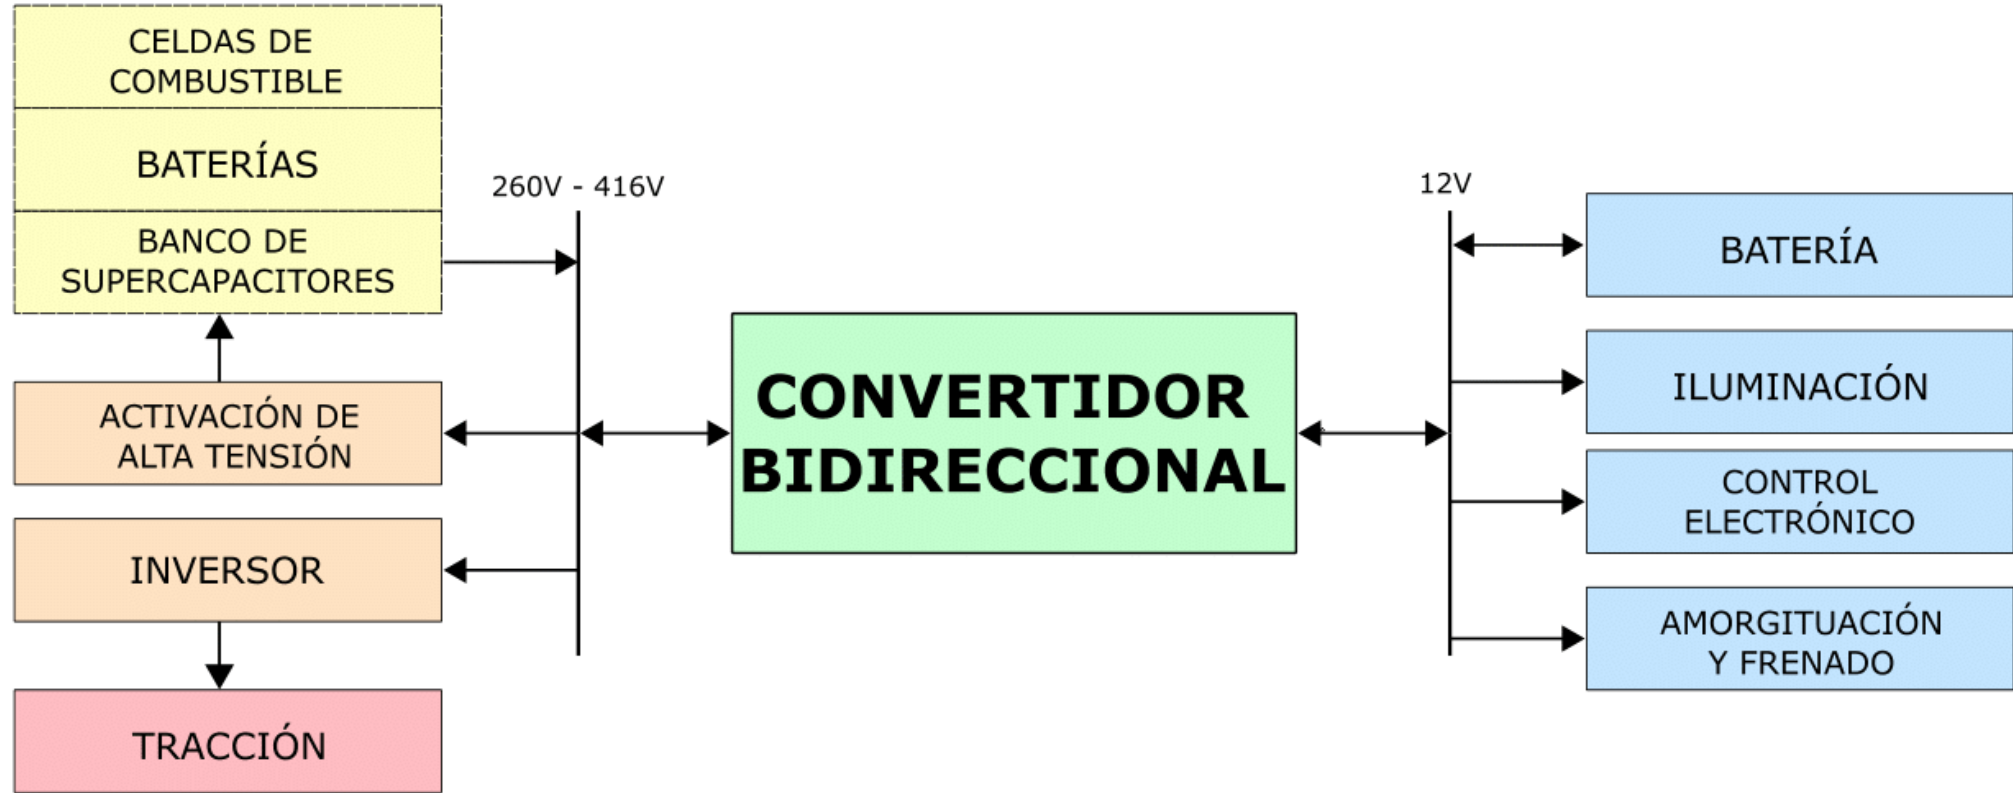 CELDAS DE
COMBUSTIBLE
BATERÍAS
BANCO DE
SUPERCAPACITORES
ACTIVACIÓN DE
ALTA TENSIÓN
INVERSOR
TRACCIÓN
260V - 416V
CONVERTIDOR
BIDIRECCIONAL
12V
BATERÍA
ILUMINACIÓN
CONTROL
ELECTRÓNICO
AMORGITUACIÓN
Y FRENADO